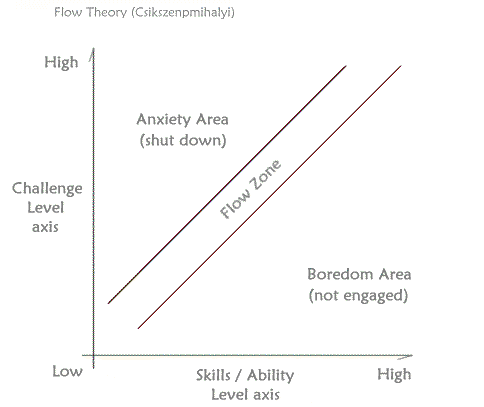 Flow Theory (Csikszenpmihalyi)
High
Anxiety Area
(shut down)
Challenge
Level
axis
Flow Zone
Boredom Area
(not engaged)
Low
Skills / Ability
Level axis
High